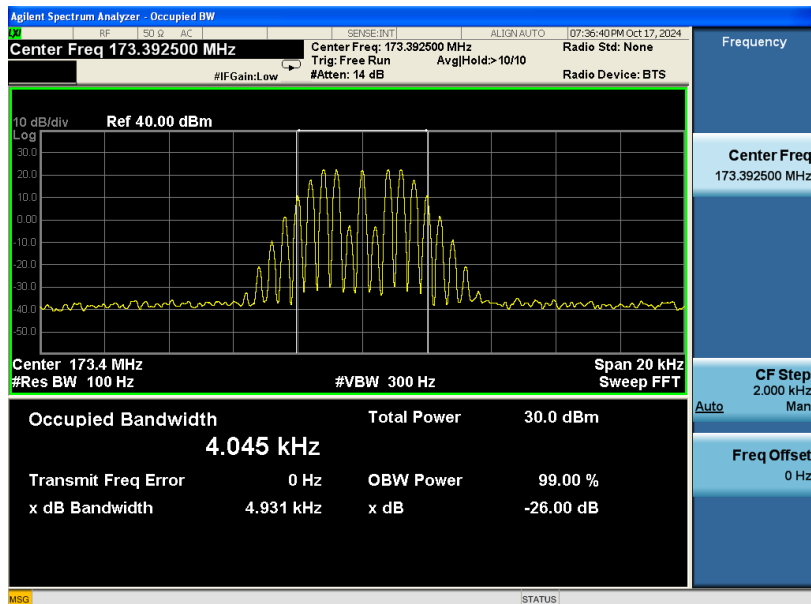 Agilent Spectrum Analyzer - Occupied BW
LXI RF 50 Ω AC SENSE:INT ALIGN AUTO 07:36:40 PM Oct 17, 2024
Center Freq 173.392500 MHz
Center Freq: 173.392500 MHz Radio Std: None
Trig: Free Run Avg|Hold:>10/10
#IFGain:Low #Atten: 14 dB Radio Device: BTS
10 dB/div Ref 40.00 dBm
Log
30.0
20.0
10.0
0.00
-10.0
-20.0
-30.0
-40.0
-50.0
Center 173.4 MHz Span 20 kHz
#Res BW 100 Hz #VBW 300 Hz Sweep FFT
Occupied Bandwidth Total Power 30.0 dBm
4.045 kHz
Transmit Freq Error 0 Hz OBW Power 99.00 %
x dB Bandwidth 4.931 kHz x dB -26.00 dB
MSG STATUS
Frequency
Center Freq
173.392500 MHz
CF Step
2.000 kHz
Auto Man
Freq Offset
0 Hz